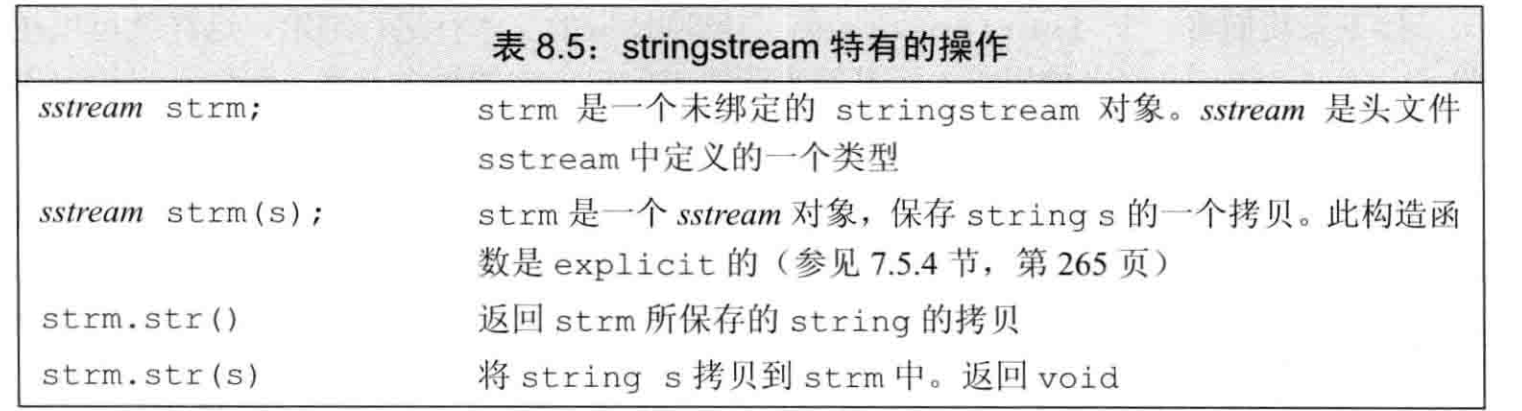 表 8.5：stringstream 特有的操作
sstream strm; strm 是一个未绑定的 stringstream 对象。sstream 是头文件
sstream 中定义的一个类型
sstream strm(s); strm 是一个 sstream 对象，保存 string s 的一个拷贝。此构造函
数是 explicit 的（参见 7.5.4 节，第 265 页）
strm.str() 返回 strm 所保存的 string 的拷贝
strm.str(s) 将 string s 拷贝到 strm 中。返回 void